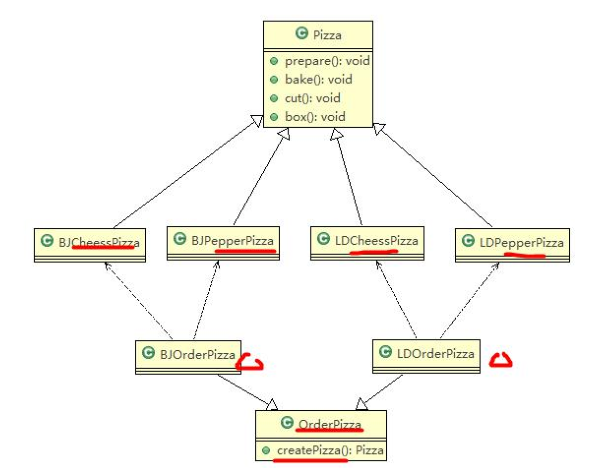 Pizza
prepare(): void
bake(): void
cut(): void
box(): void
BJCheessPizza
BJPepperPizza
LDCheessPizza
LDPepperPizza
BJOrderPizza
LDOrderPizza
OrderPizza
createPizza(): Pizza